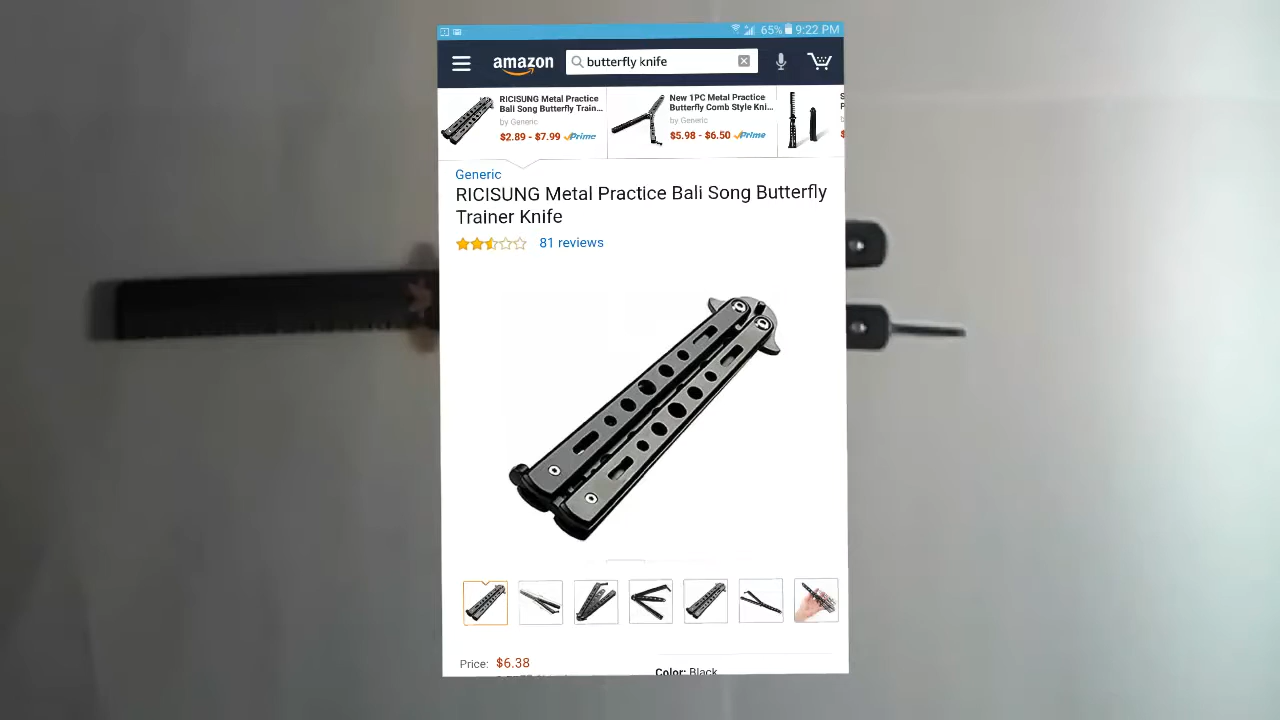 65% 9:22 PM
amazon
butterfly knife
RICISUNG Metal Practice
Bali Song Butterfly Train...
by Generic
$2.89 - $7.99 Prime
New 1PC Metal Practice
Butterfly Comb Style Kni...
by Generic
$5.98 - $6.50 Prime
Generic
RICISUNG Metal Practice Bali Song Butterfly
Trainer Knife
81 reviews
Price: $6.38
Color: Black